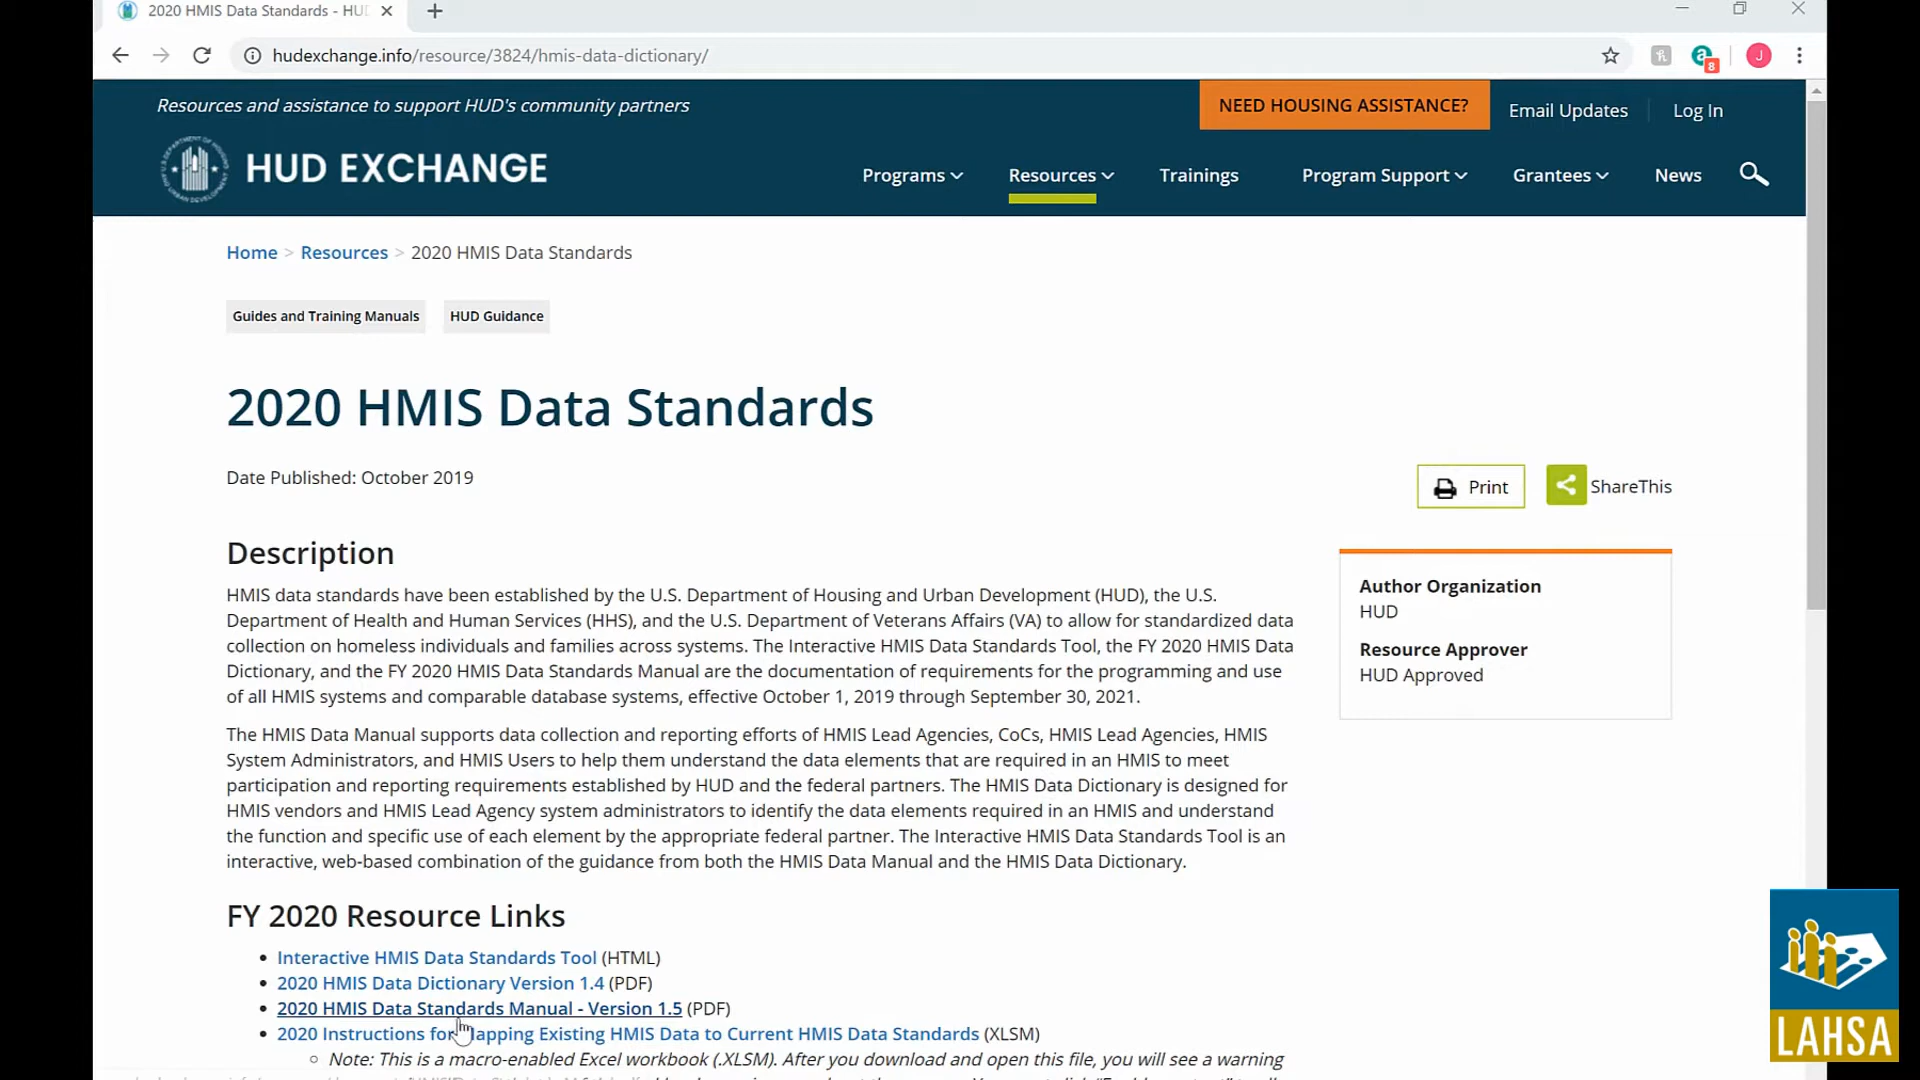 2020 HMIS Data Standards - HUD
hudexchange.info/resource/3824/hmis-data-dictionary/
8
J
Resources and assistance to support HUD's community partners
NEED HOUSING ASSISTANCE?
Email Updates
Log In
HUD EXCHANGE
Programs
Resources
Trainings
Program Support
Grantees
News
Home > Resources > 2020 HMIS Data Standards
Guides and Training Manuals
HUD Guidance
2020 HMIS Data Standards
Date Published: October 2019
Print
ShareThis
Description
HMIS data standards have been established by the U.S. Department of Housing and Urban Development (HUD), the U.S.
Department of Health and Human Services (HHS), and the U.S. Department of Veterans Affairs (VA) to allow for standardized data
collection on homeless individuals and families across systems. The Interactive HMIS Data Standards Tool, the FY 2020 HMIS Data
Dictionary, and the FY 2020 HMIS Data Standards Manual are the documentation of requirements for the programming and use
of all HMIS systems and comparable database systems, effective October 1, 2019 through September 30, 2021.
The HMIS Data Manual supports data collection and reporting efforts of HMIS Lead Agencies, CoCs, HMIS Lead Agencies, HMIS
System Administrators, and HMIS Users to help them understand the data elements that are required in an HMIS to meet
participation and reporting requirements established by HUD and the federal partners. The HMIS Data Dictionary is designed for
HMIS vendors and HMIS Lead Agency system administrators to identify the data elements required in an HMIS and understand
the function and specific use of each element by the appropriate federal partner. The Interactive HMIS Data Standards Tool is an
interactive, web-based combination of the guidance from both the HMIS Data Manual and the HMIS Data Dictionary.
Author Organization
HUD
Resource Approver
HUD Approved
FY 2020 Resource Links
Interactive HMIS Data Standards Tool (HTML)
2020 HMIS Data Dictionary Version 1.4 (PDF)
2020 HMIS Data Standards Manual - Version 1.5 (PDF)
2020 Instructions for Mapping Existing HMIS Data to Current HMIS Data Standards (XLSM)
Note: This is a macro-enabled Excel workbook (.XLSM). After you download and open this file, you will see a warning
LAHSA